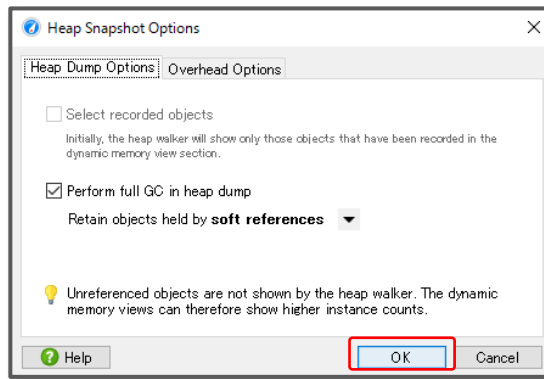 Heap Snapshot Options
Heap Dump Options Overhead Options
Select recorded objects
Initially, the heap walker will show only those objects that have been recorded in the
dynamic memory view section.
Perform full GC in heap dump
Retain objects held by soft references
Unreferenced objects are not shown by the heap walker. The dynamic
memory views can therefore show higher instance counts.
Help OK Cancel